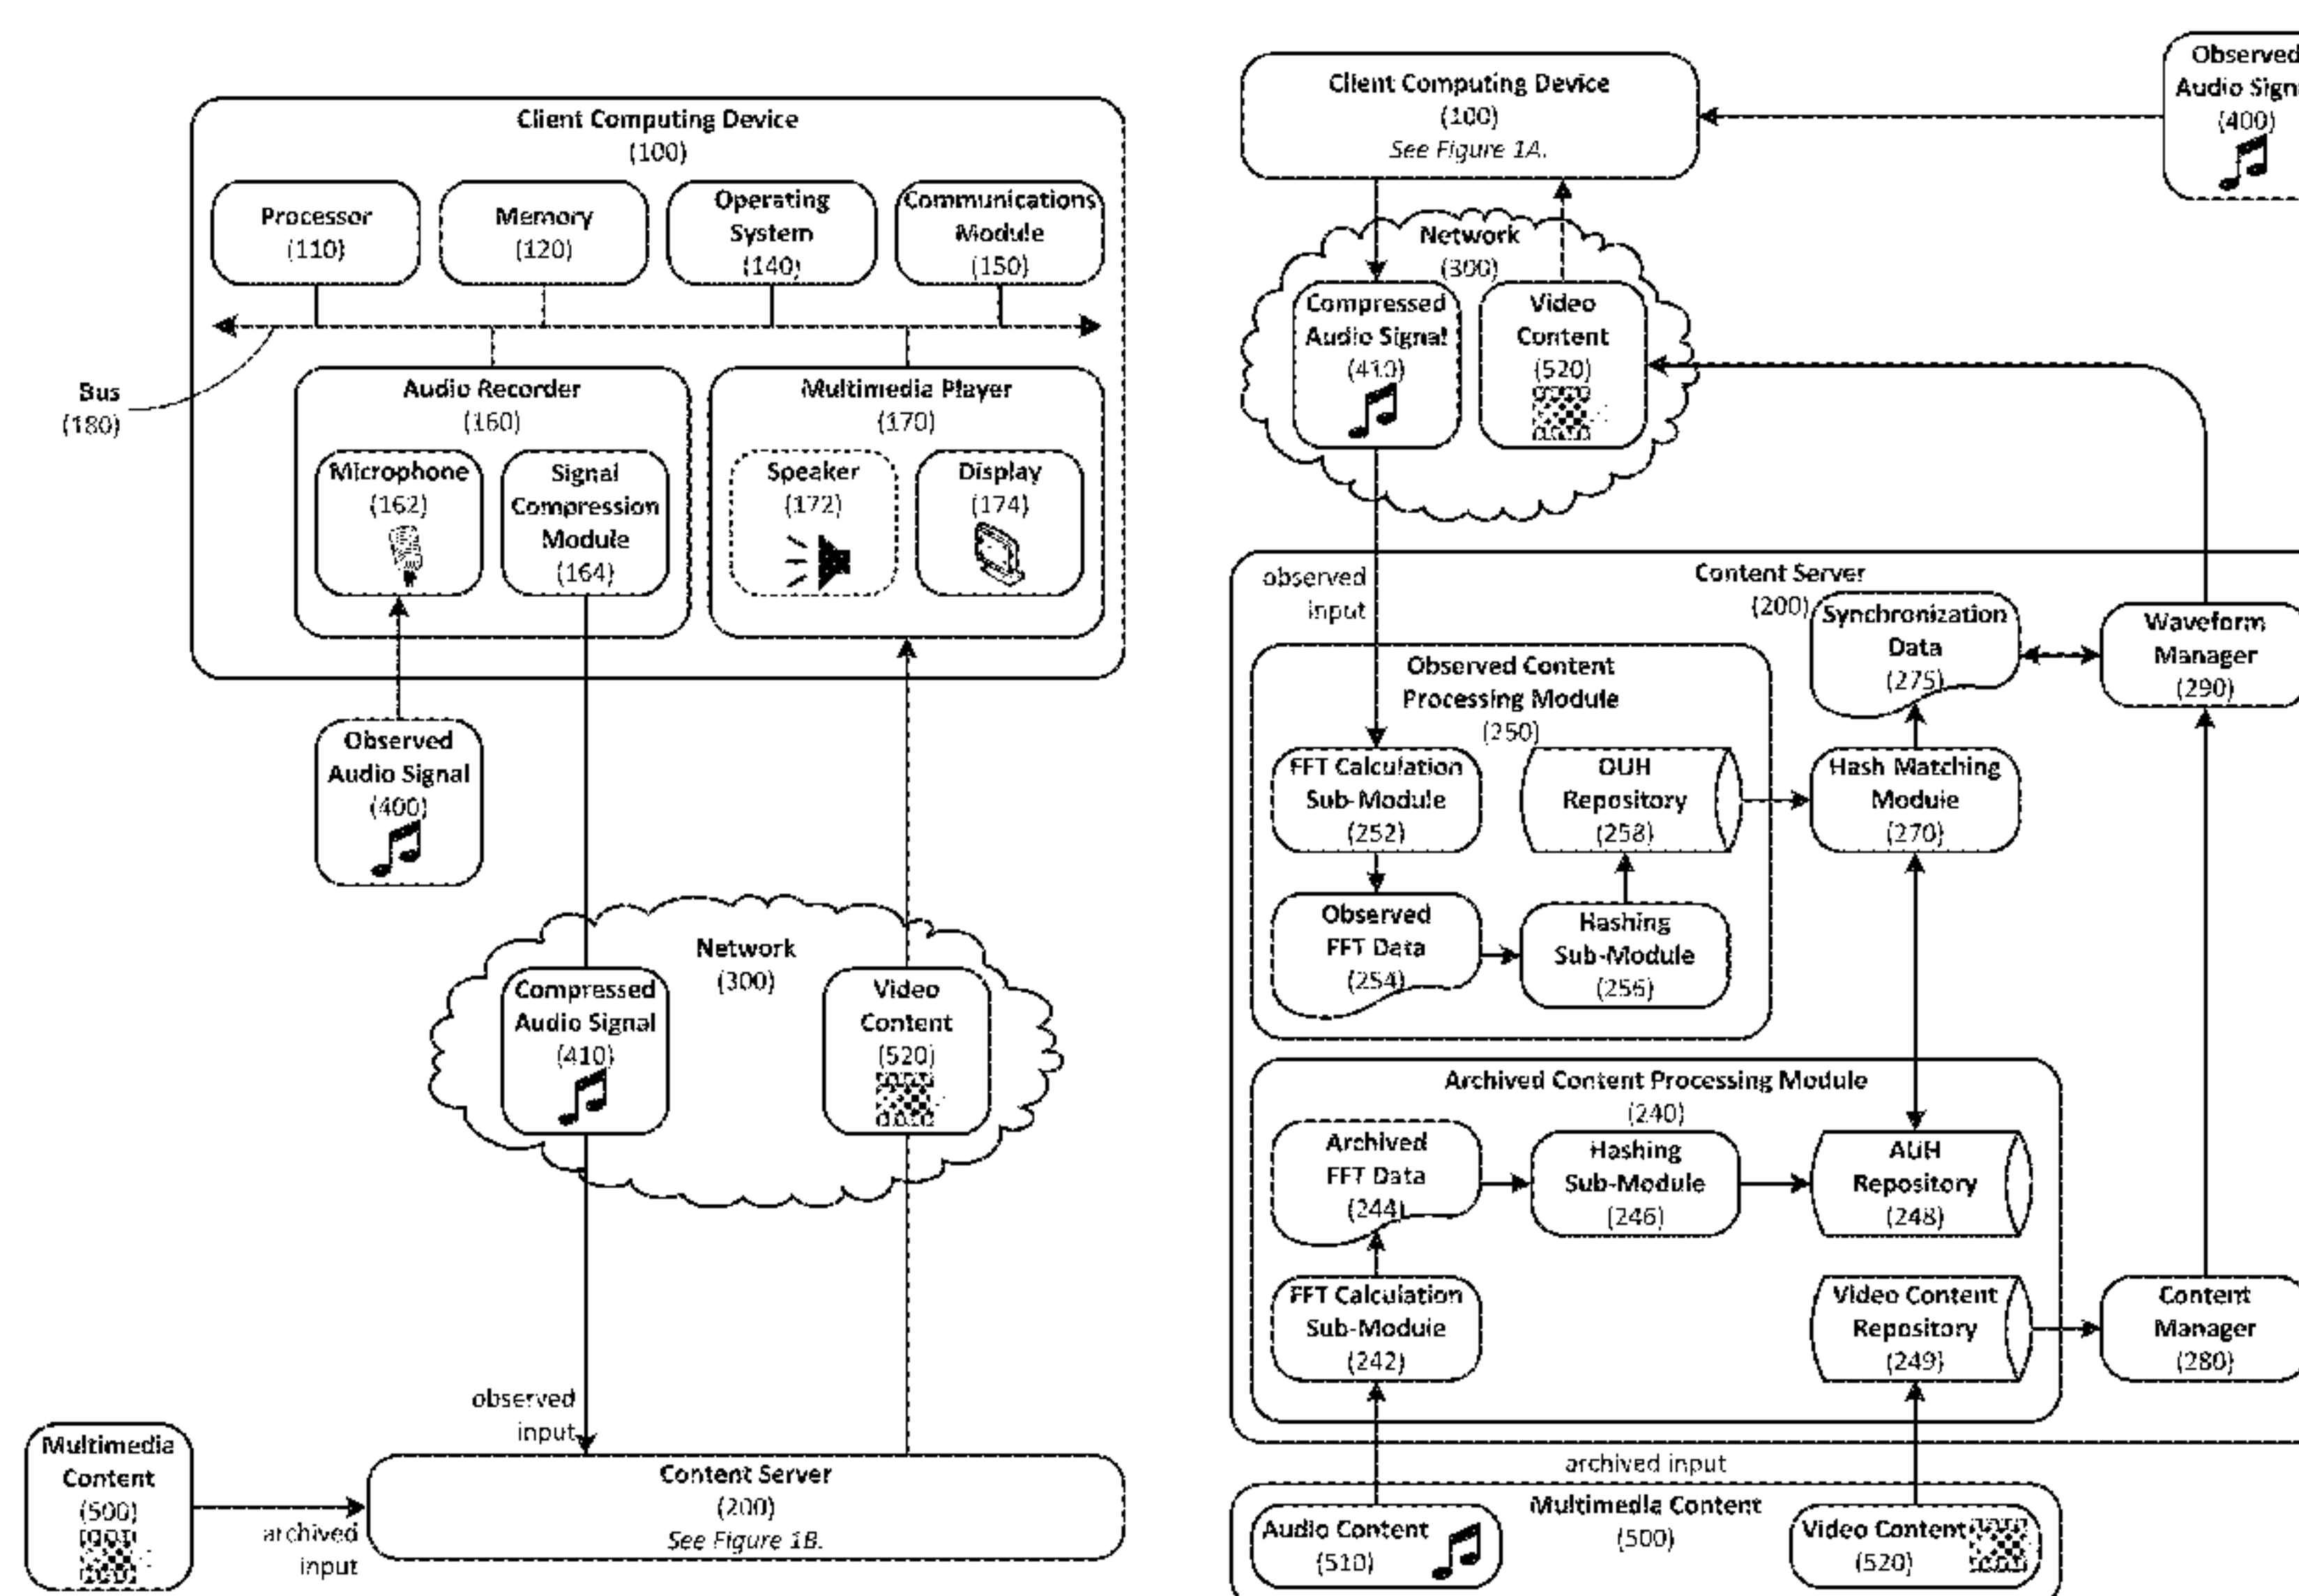 Client Computing Device
(100)
Processor
(110)
Memory
(120)
Operating
System
(140)
Communications
Module
(150)
Bus
(180)
Audio Recorder
(160)
Microphone
(162)
Signal
Compression
Module
(164)
Multimedia Player
(170)
Speaker
(172)
Display
(174)
Observed
Audio Signal
(400)
Network
(300)
Compressed
Audio Signal
(410)
Video
Content
(520)
observed
input
Multimedia
Content
(500)
archived
input
Content Server
(200)
See Figure 1B.
Client Computing Device
(100)
See Figure 1A.
Observed
Audio Sign
(400)
Network
(300)
Compressed
Audio Signal
(410)
Video
Content
(520)
observed
input
Content Server
(200)
Synchronization
Data
(275)
Waveform
Manager
(290)
Observed Content
Processing Module
(250)
FFT Calculation
Sub-Module
(252)
OUH
Repository
(258)
Hash Matching
Module
(270)
Observed
FFT Data
(254)
Hashing
Sub-Module
(256)
Archived Content Processing Module
(240)
Archived
FFT Data
(244)
Hashing
Sub-Module
(246)
AUH
Repository
(248)
FFT Calculation
Sub-Module
(242)
Video Content
Repository
(249)
Content
Manager
(280)
archived input
Multimedia Content
(500)
Audio Content
(510)
Video Content
(520)